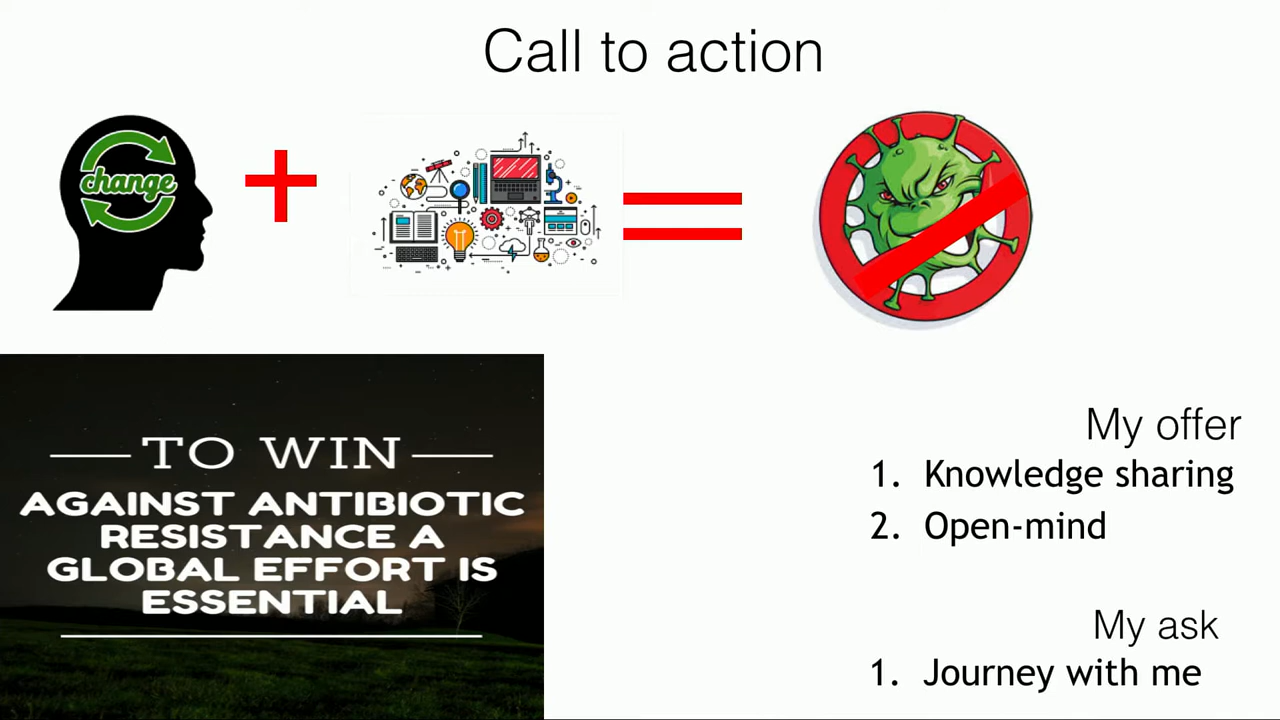 Call to action
change
TO WIN
AGAINST ANTIBIOTIC
RESISTANCE A
GLOBAL EFFORT IS
ESSENTIAL
My offer
1. Knowledge sharing
2. Open-mind
My ask
1. Journey with me